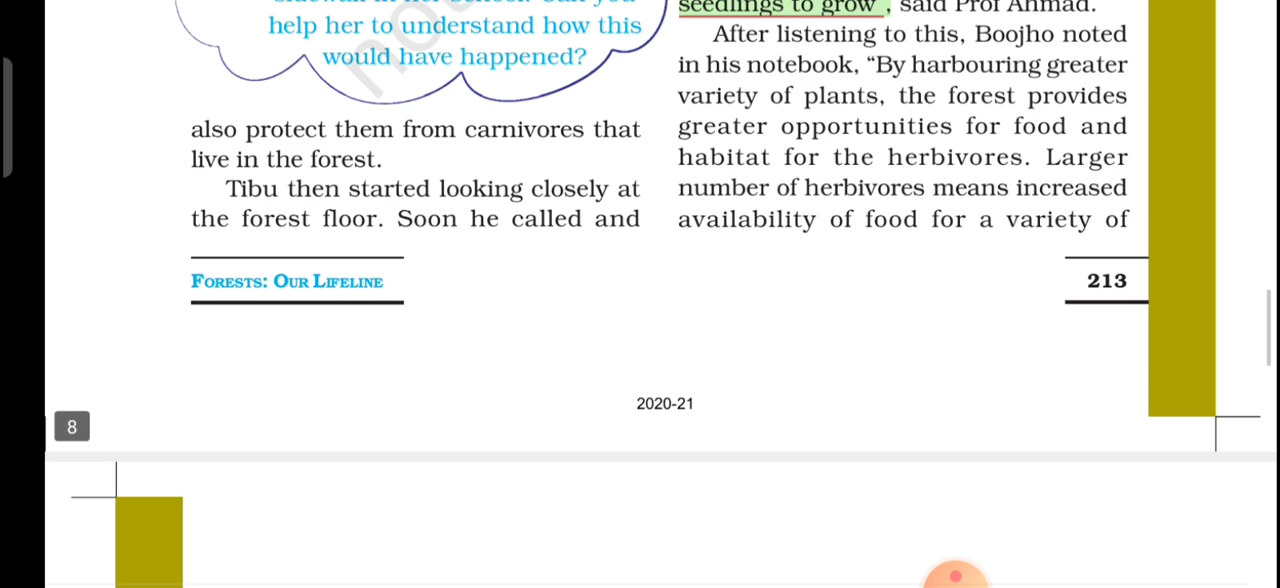 help her to understand how this
would have happened?
also protect them from carnivores that
live in the forest.
Tibu then started looking closely at
the forest floor. Soon he called and
seedlings to grow", said Prof Ahmad.
After listening to this, Boojho noted
in his notebook, “By harbouring greater
variety of plants, the forest provides
greater opportunities for food and
habitat for the herbivores. Larger
number of herbivores means increased
availability of food for a variety of
FORESTS: OUR LIFELINE
213
2020-21
8